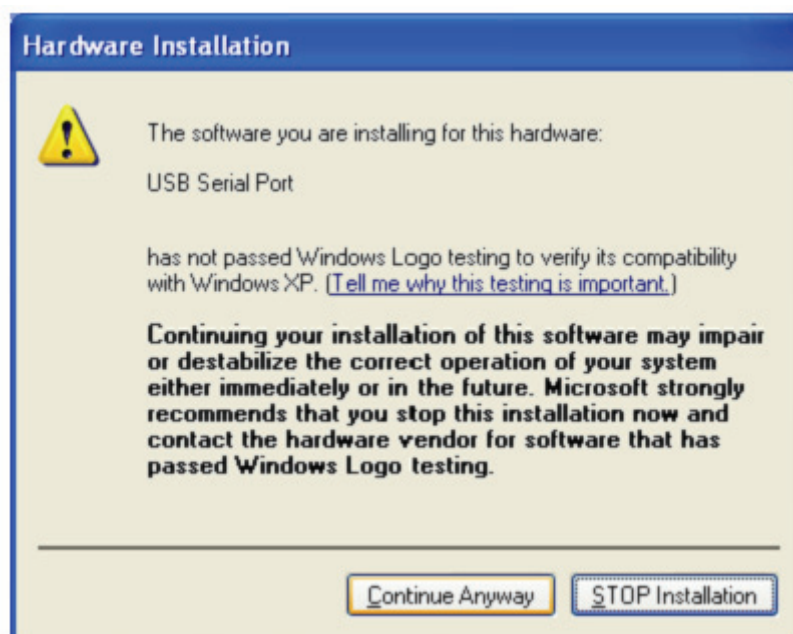 Hardware Installation
The software you are installing for this hardware:
USB Serial Port
has not passed Windows Logo testing to verify its compatibility
with Windows XP. (Tell me why this testing is important.)
Continuing your installation of this software may impair
or destabilize the correct operation of your system
either immediately or in the future. Microsoft strongly
recommends that you stop this installation now and
contact the hardware vendor for software that has
passed Windows Logo testing.
Continue Anyway STOP Installation